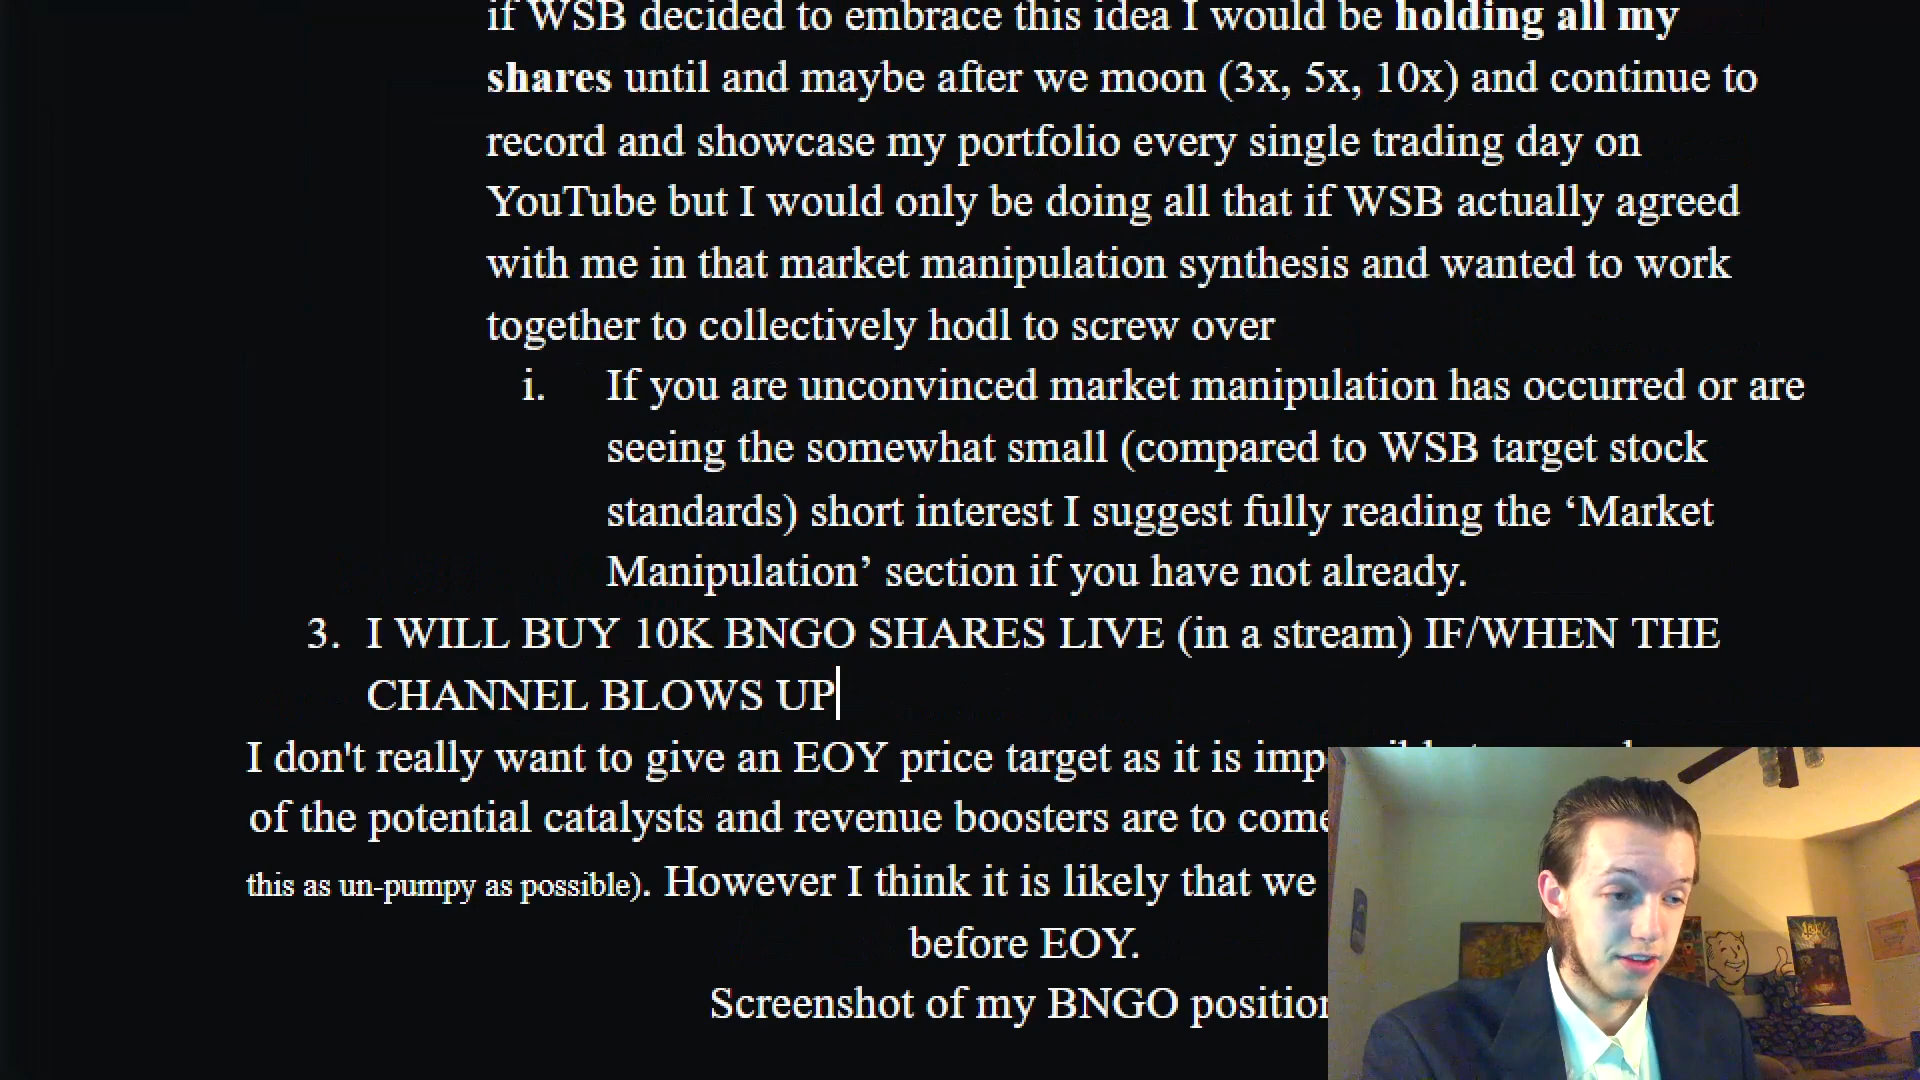 if WSB decided to embrace this idea I would be holding all my
shares until and maybe after we moon (3x, 5x, 10x) and continue to
record and showcase my portfolio every single trading day on
YouTube but I would only be doing all that if WSB actually agreed
with me in that market manipulation synthesis and wanted to work
together to collectively hodl to screw over
i. If you are unconvinced market manipulation has occurred or are
seeing the somewhat small (compared to WSB target stock
standards) short interest I suggest fully reading the ‘Market
Manipulation’ section if you have not already.
3. I WILL BUY 10K BNGO SHARES LIVE (in a stream) IF/WHEN THE
CHANNEL BLOWS UP
I don't really want to give an EOY price target as it is
of the potential catalysts and revenue boosters are to come
this as un-pumpy as possible). However I think it is likely that we
before EOY.
Screenshot of my BNGO position